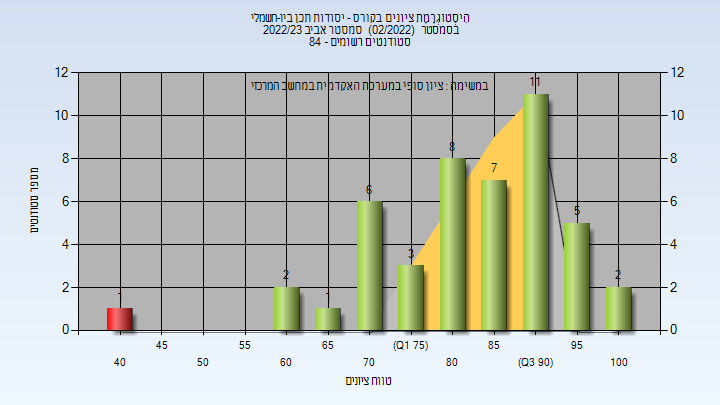 היסטוגרמת ציונים בקורס - יסודות תכן ביו-חשמלי
בסמסטר (02/2022) סמסטר אביב 2022/23
סטודנטים רשומים - 84
במשימה : ציון סופי במערכת האקדמית במחשב המרכזי
12 12
10 10
8 8
6 6
4 4
2 2
0 0
מספר סטודנטים
1 2 1 6 3 8 7 11 5 2
45 55 65 (Q1 75) 85 95
40 50 60 70 80 (Q3 90) 100
טווח ציונים